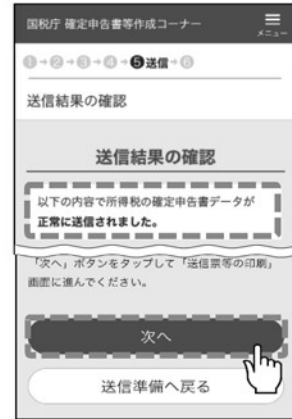 国税庁 確定申告書等作成コーナー
メニュー
①→②→③→④→❺送信→⑥
送信結果の確認
送信結果の確認
以下の内容で所得税の確定申告書データが
正常に送信されました。
「次へ」ボタンをタップして「送信票等の印刷」
画面に進んでください。
次へ
送信準備へ戻る